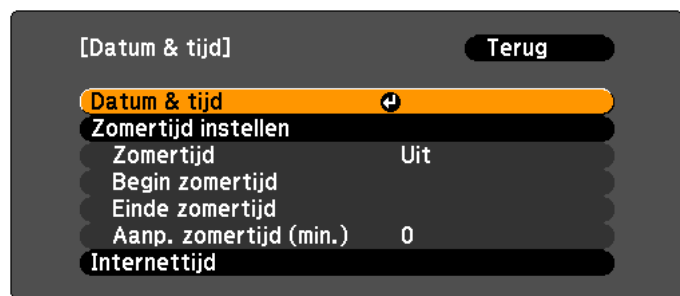 [Datum & tijd] Terug
Datum & tijd
Zomertijd instellen
Zomertijd Uit
Begin zomertijd
Einde zomertijd
Aanp. zomertijd (min.) 0
Internettijd